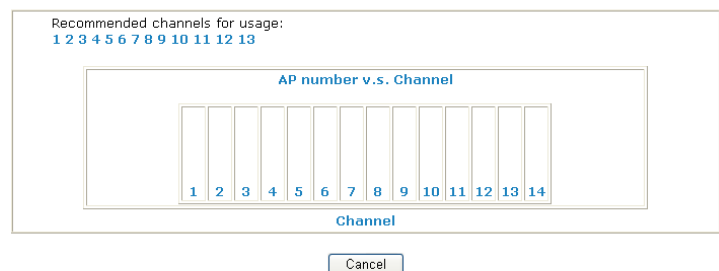 Recommended channels for usage:
1 2 3 4 5 6 7 8 9 10 11 12 13
AP number v.s. Channel
1 2 3 4 5 6 7 8 9 10 11 12 13 14
Channel
Cancel